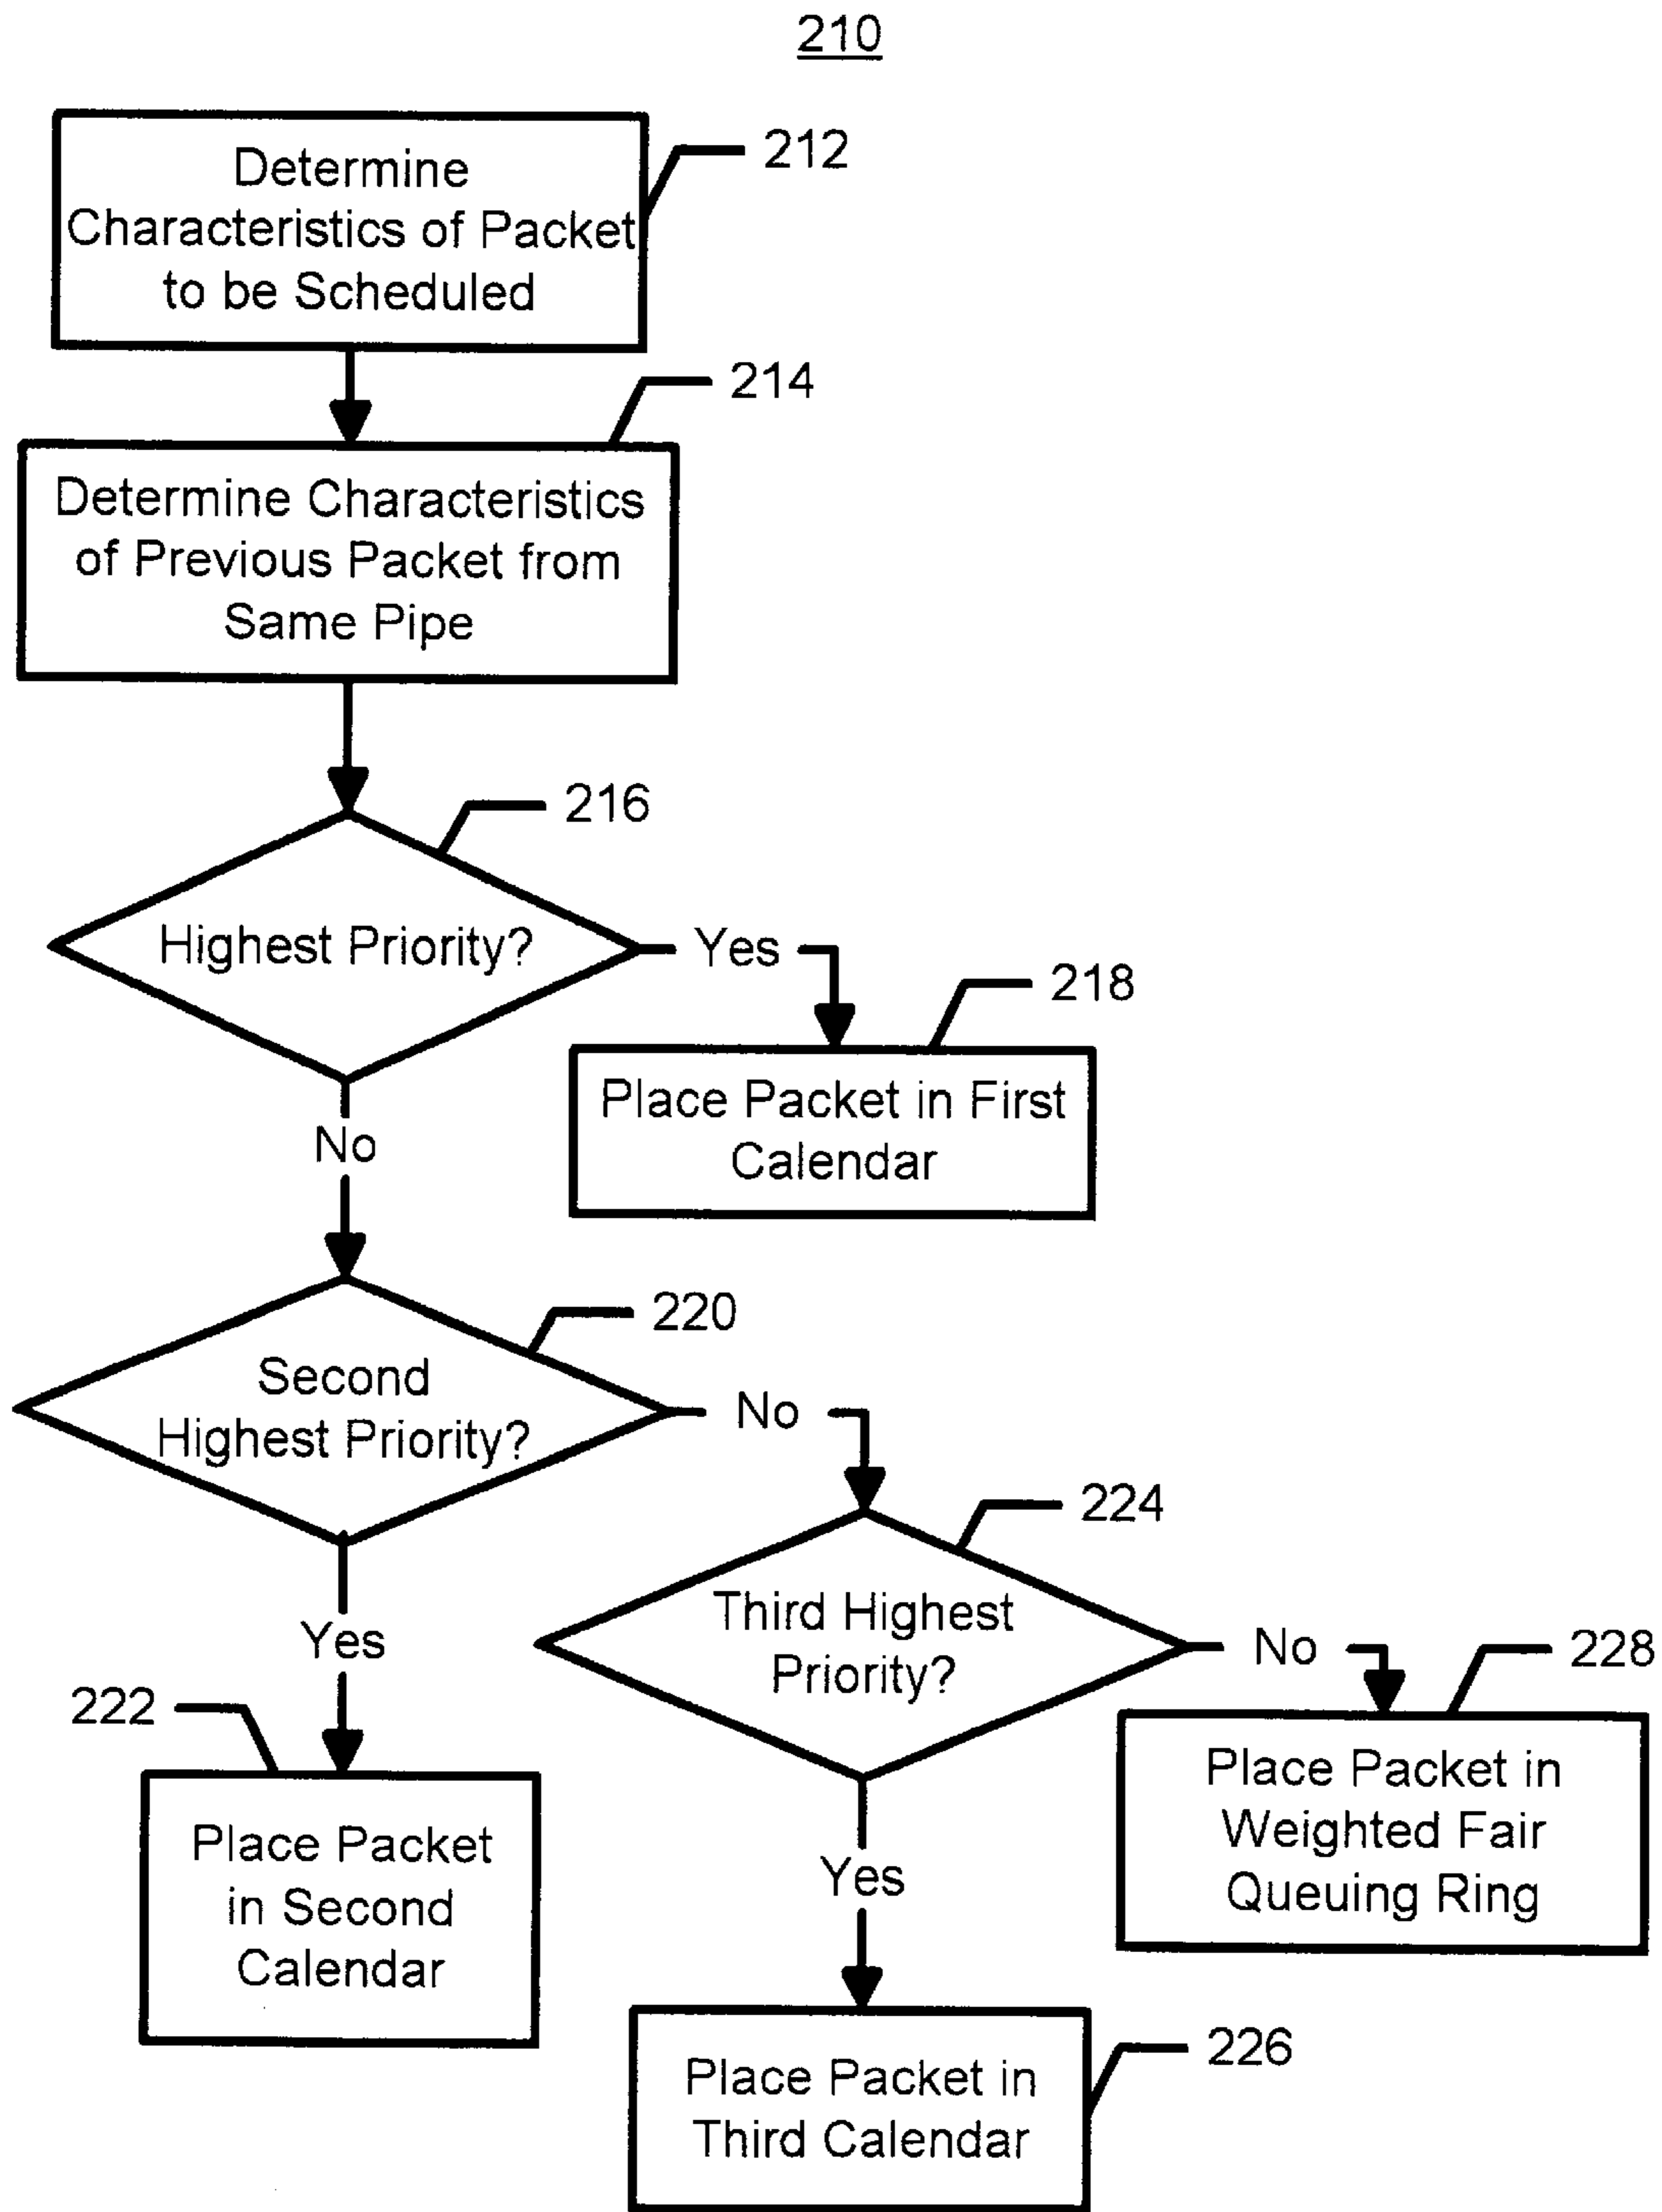 210
Determine
Characteristics of Packet
to be Scheduled
212
214
Determine Characteristics
of Previous Packet from
Same Pipe
216
Highest Priority?
Yes
218
Place Packet in First
Calendar
No
220
Second
Highest Priority?
No
224
Third Highest
Priority?
Yes
No
228
222
Place Packet in
Weighted Fair
Queuing Ring
Place Packet
in Second
Calendar
Yes
226
Place Packet in
Third Calendar